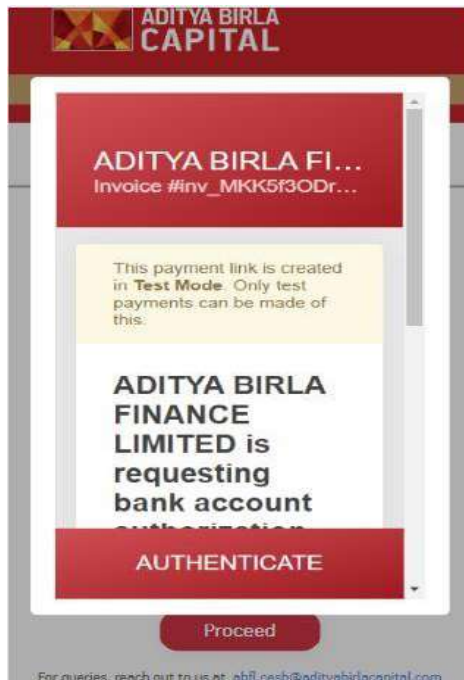 ADITYA BIRLA
CAPITAL
ADITYA BIRLA FI...
Invoice #inv_MKK5f3ODr...
This payment link is created
in Test Mode. Only test
payments can be made of
this.
ADITYA BIRLA
FINANCE
LIMITED is
requesting
bank account
authorization
AUTHENTICATE
Proceed
For queries, reach out to us at abfl.cesh@adityabirlacapital.com